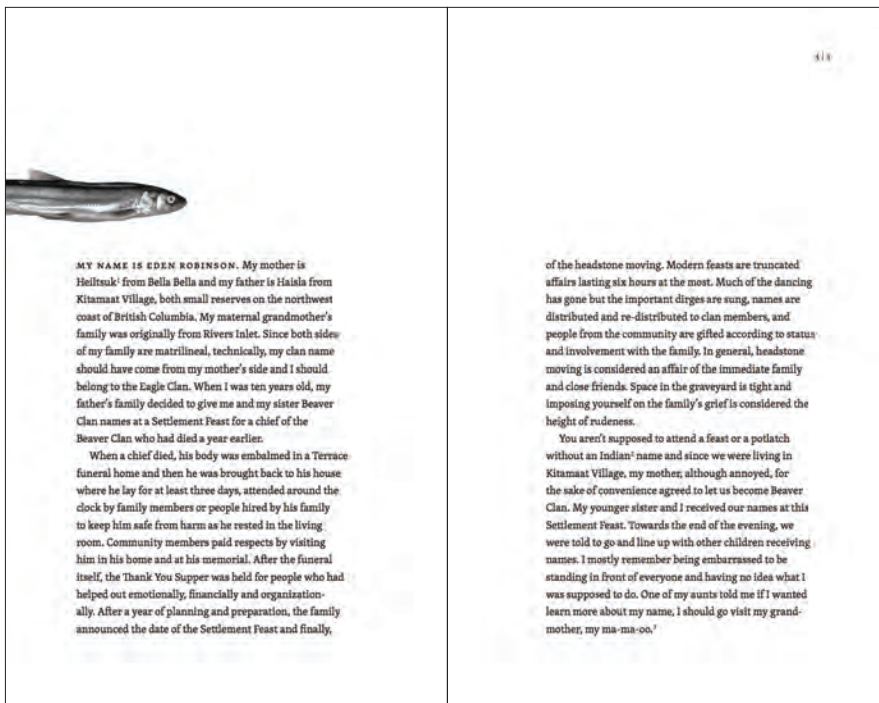 MY NAME IS EDEN ROBINSON. My mother is
Heiltsuk¹ from Bella Bella and my father is Haisla from
Kitamaat Village, both small reserves on the northwest
coast of British Columbia. My maternal grandmother's
family was originally from Rivers Inlet. Since both sides
of my family are matrilineal, technically, my clan name
should have come from my mother's side and I should
belong to the Eagle Clan. When I was ten years old, my
father's family decided to give me and my sister Beaver
Clan names at a Settlement Feast for a chief of the
Beaver Clan who had died a year earlier.
When a chief died, his body was embalmed in a Terrace
funeral home and then he was brought back to his house
where he lay for at least three days, attended around the
clock by family members or people hired by his family
to keep him safe from harm as he rested in the living
room. Community members paid respects by visiting
him in his home and at his memorial. After the funeral
itself, the Thank You Supper was held for people who had
helped out emotionally, financially and organization-
ally. After a year of planning and preparation, the family
announced the date of the Settlement Feast and finally,
of the headstone moving. Modern feasts are truncated
affairs lasting six hours at the most. Much of the dancing
has gone but the important dirges are sung, names are
distributed and re-distributed to clan members, and
people from the community are gifted according to status
and involvement with the family. In general, headstone
moving is considered an affair of the immediate family
and close friends. Space in the graveyard is tight and
imposing yourself on the family's grief is considered the
height of rudeness.
You aren't supposed to attend a feast or a potlatch
without an Indian² name and since we were living in
Kitamaat Village, my mother, although annoyed, for
the sake of convenience agreed to let us become Beaver
Clan. My younger sister and I received our names at this
Settlement Feast. Towards the end of the evening, we
were told to go and line up with other children receiving
names. I mostly remember being embarrassed to be
standing in front of everyone and having no idea what I
was supposed to do. One of my aunts told me if I wanted
learn more about my name, I should go visit my grand-
mother, my ma-ma-oo.³